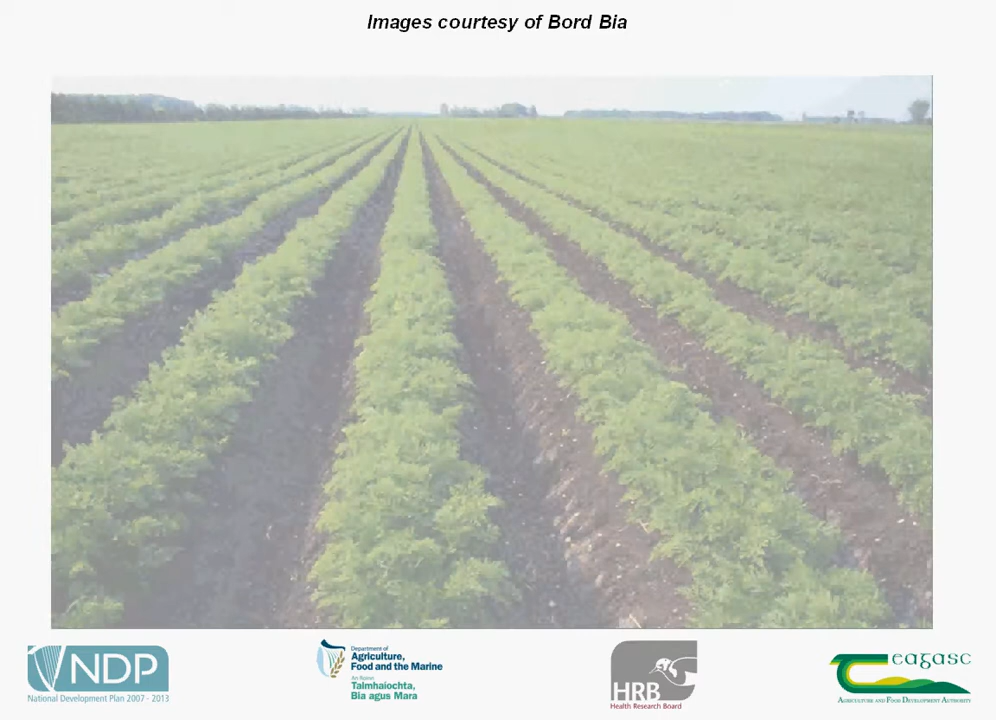 Images courtesy of Bord Bia
NDP
National Development Plan 2007 - 2013
Department of
Agriculture,
Food and the Marine
An Roinn
Talmhaíochta,
Bia agus Mara
HRB
Health Research Board
eagasc
AGRICULTURE AND FOOD DEVELOPMENT AUTHORITY